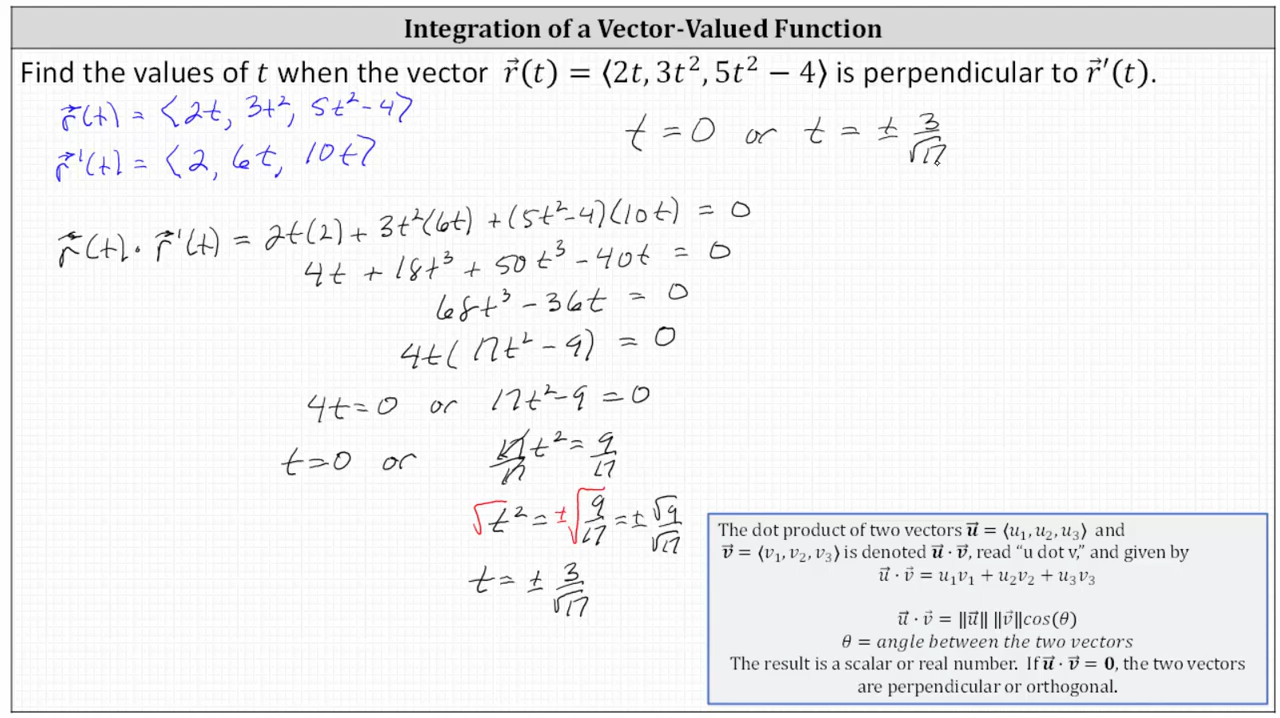 Integration of a Vector-Valued Function
Find the values of t when the vector r⃗(t) = ⟨2t, 3t², 5t² − 4⟩ is perpendicular to r⃗′(t).
r⃗(t) = ⟨2t, 3t², 5t² − 4⟩
r⃗′(t) = ⟨2, 6t, 10t⟩
t = 0 or t = ± 3/√17
r⃗(t) · r⃗′(t) = 2t(2) + 3t²(6t) + (5t² − 4)(10t) = 0
4t + 18t³ + 50t³ − 40t = 0
68t³ − 36t = 0
4t(17t² − 9) = 0
4t = 0 or 17t² − 9 = 0
t = 0 or 17/17 t² = 9/17
√t² = ±√(9/17) = ± √9/√17
t = ± 3/√17
The dot product of two vectors u⃗ = ⟨u₁, u₂, u₃⟩ and
v⃗ = ⟨v₁, v₂, v₃⟩ is denoted u⃗ · v⃗, read “u dot v,” and given by
u⃗ · v⃗ = u₁v₁ + u₂v₂ + u₃v₃
u⃗ · v⃗ = ‖u⃗‖ ‖v⃗‖cos(θ)
θ = angle between the two vectors
The result is a scalar or real number. If u⃗ · v⃗ = 0, the two vectors
are perpendicular or orthogonal.